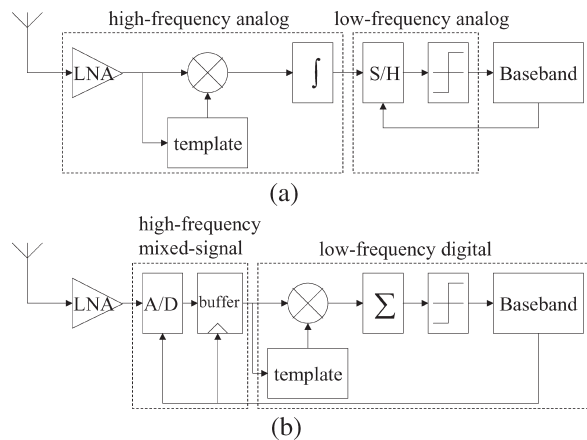 high-frequency analog
low-frequency analog
LNA
∫
S/H
Baseband
template
(a)
high-frequency
mixed-signal
low-frequency digital
LNA
A/D
buffer
Σ
Baseband
template
(b)